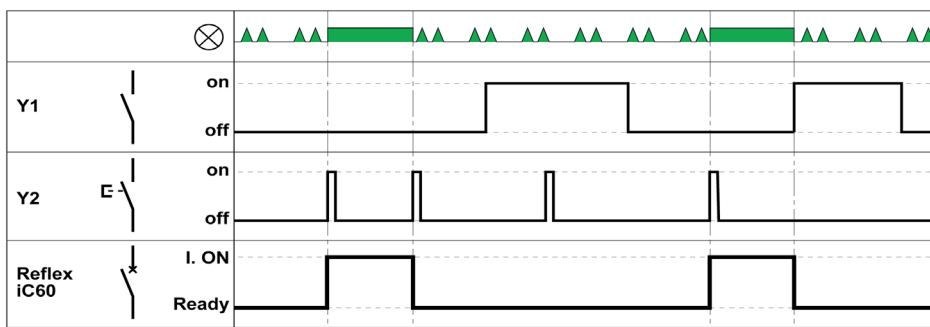 Y1
on
off
Y2
on
off
Reflex
iC60
I. ON
Ready